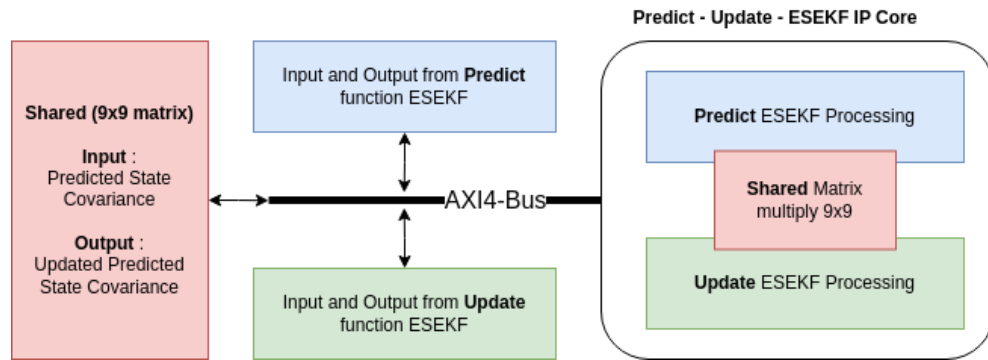 Predict - Update - ESEKF IP Core
Shared (9x9 matrix)
Input :
Predicted State
Covariance
Output :
Updated Predicted
State Covariance
Input and Output from Predict
function ESEKF
AXI4-Bus
Input and Output from Update
function ESEKF
Predict ESEKF Processing
Shared Matrix
multiply 9x9
Update ESEKF Processing